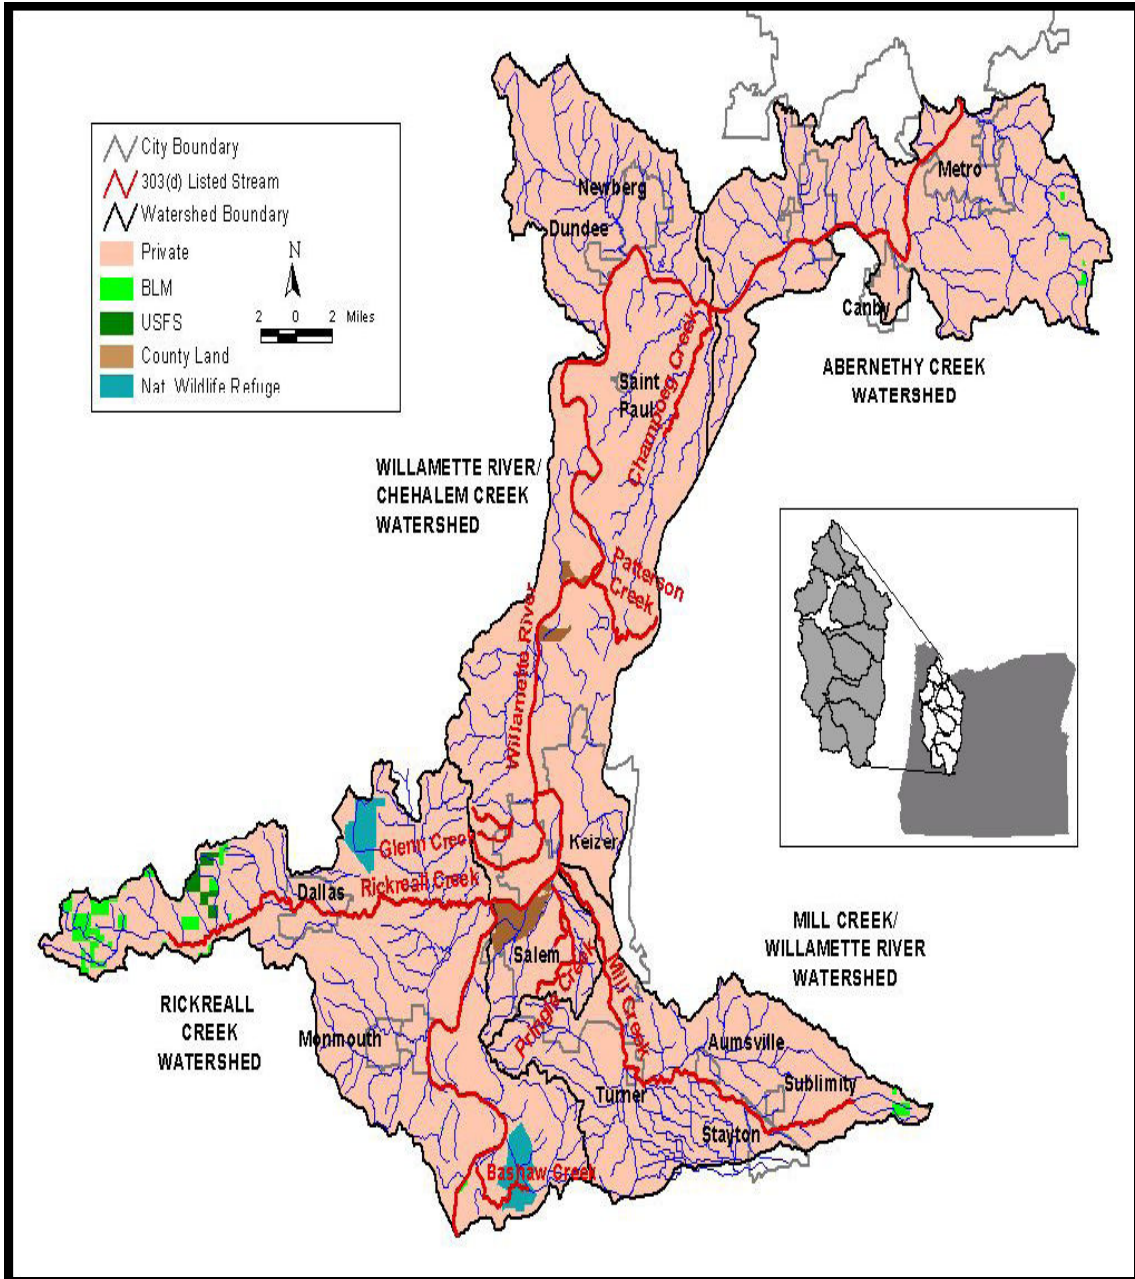 City Boundary
303(d) Listed Stream
Watershed Boundary
Private
BLM
USFS
County Land
Nat. Wildlife Refuge
N
2 0 2 Miles
Newberg
Dundee
Metro
Canby
ABERNETHY CREEK
WATERSHED
Saint
Paul
Champoeg Creek
WILLAMETTE RIVER/
CHEHALEM CREEK
WATERSHED
Patterson
Creek
Willamette River
Glenn Creek
Keizer
Rickreall Creek
Dallas
Salem
Pringle Creek
Mill Creek
MILL CREEK/
WILLAMETTE RIVER
WATERSHED
RICKREALL
CREEK
WATERSHED
Monmouth
Aumsville
Sublimity
Turner
Stayton
Bashaw Creek